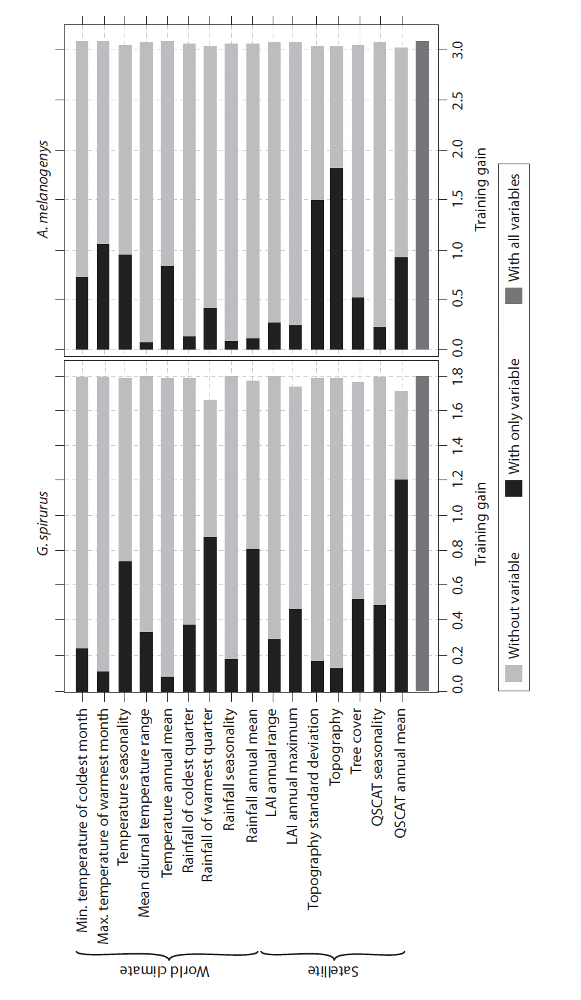 G. spirurus
A. melanogenys
World climate
Min. temperature of coldest month
Max. temperature of warmest month
Temperature seasonality
Mean diurnal temperature range
Temperature annual mean
Rainfall of coldest quarter
Rainfall of warmest quarter
Rainfall seasonality
Rainfall annual mean
Satellite
LAI annual range
LAI annual maximum
Topography standard deviation
Topography
Tree cover
QSCAT seasonality
QSCAT annual mean
0.0 0.2 0.4 0.6 0.8 1.0 1.2 1.4 1.6 1.8
0.0 0.5 1.0 1.5 2.0 2.5 3.0
Training gain
Training gain
Without variable
With only variable
With all variables